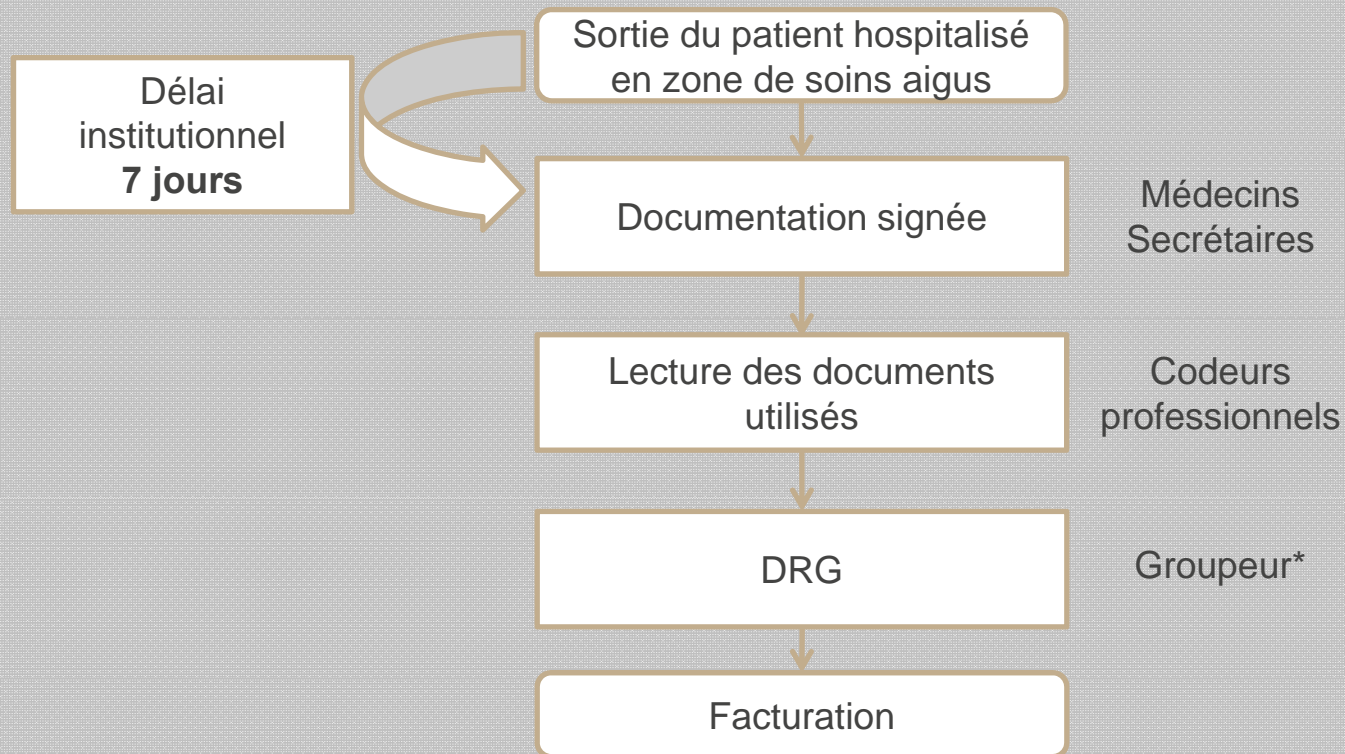 Sortie du patient hospitalisé
en zone de soins aigus
Délai
institutionnel
7 jours
Documentation signée
Médecins
Secrétaires
Lecture des documents
utilisés
Codeurs
professionnels
DRG
Groupeur*
Facturation